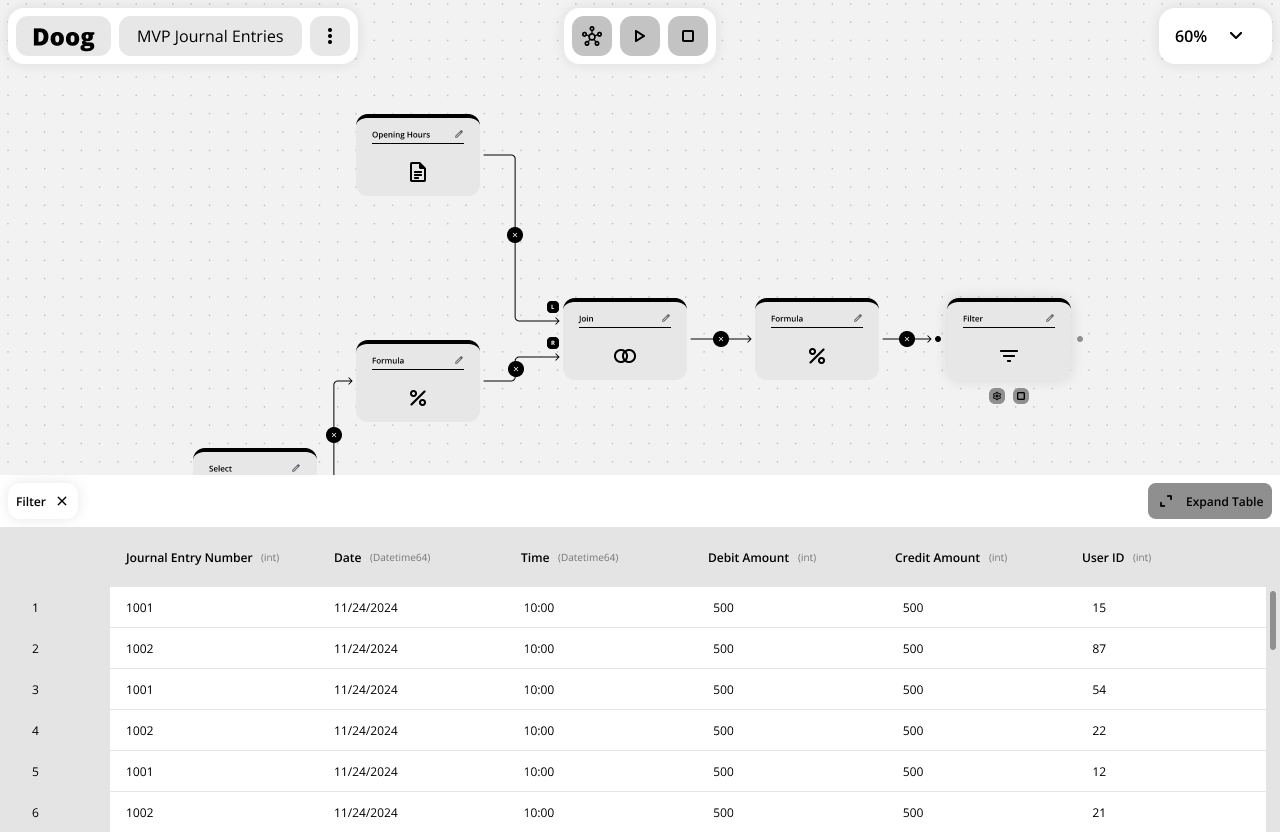 Doog
MVP Journal Entries
60%
Opening Hours
L
Join
Formula
Filter
R
Formula
Select
Filter
Expand Table
Journal Entry Number (int) Date (Datetime64) Time (Datetime64) Debit Amount (int) Credit Amount (int) User ID (int)
1 1001 11/24/2024 10:00 500 500 15
2 1002 11/24/2024 10:00 500 500 87
3 1001 11/24/2024 10:00 500 500 54
4 1002 11/24/2024 10:00 500 500 22
5 1001 11/24/2024 10:00 500 500 12
6 1002 11/24/2024 10:00 500 500 21